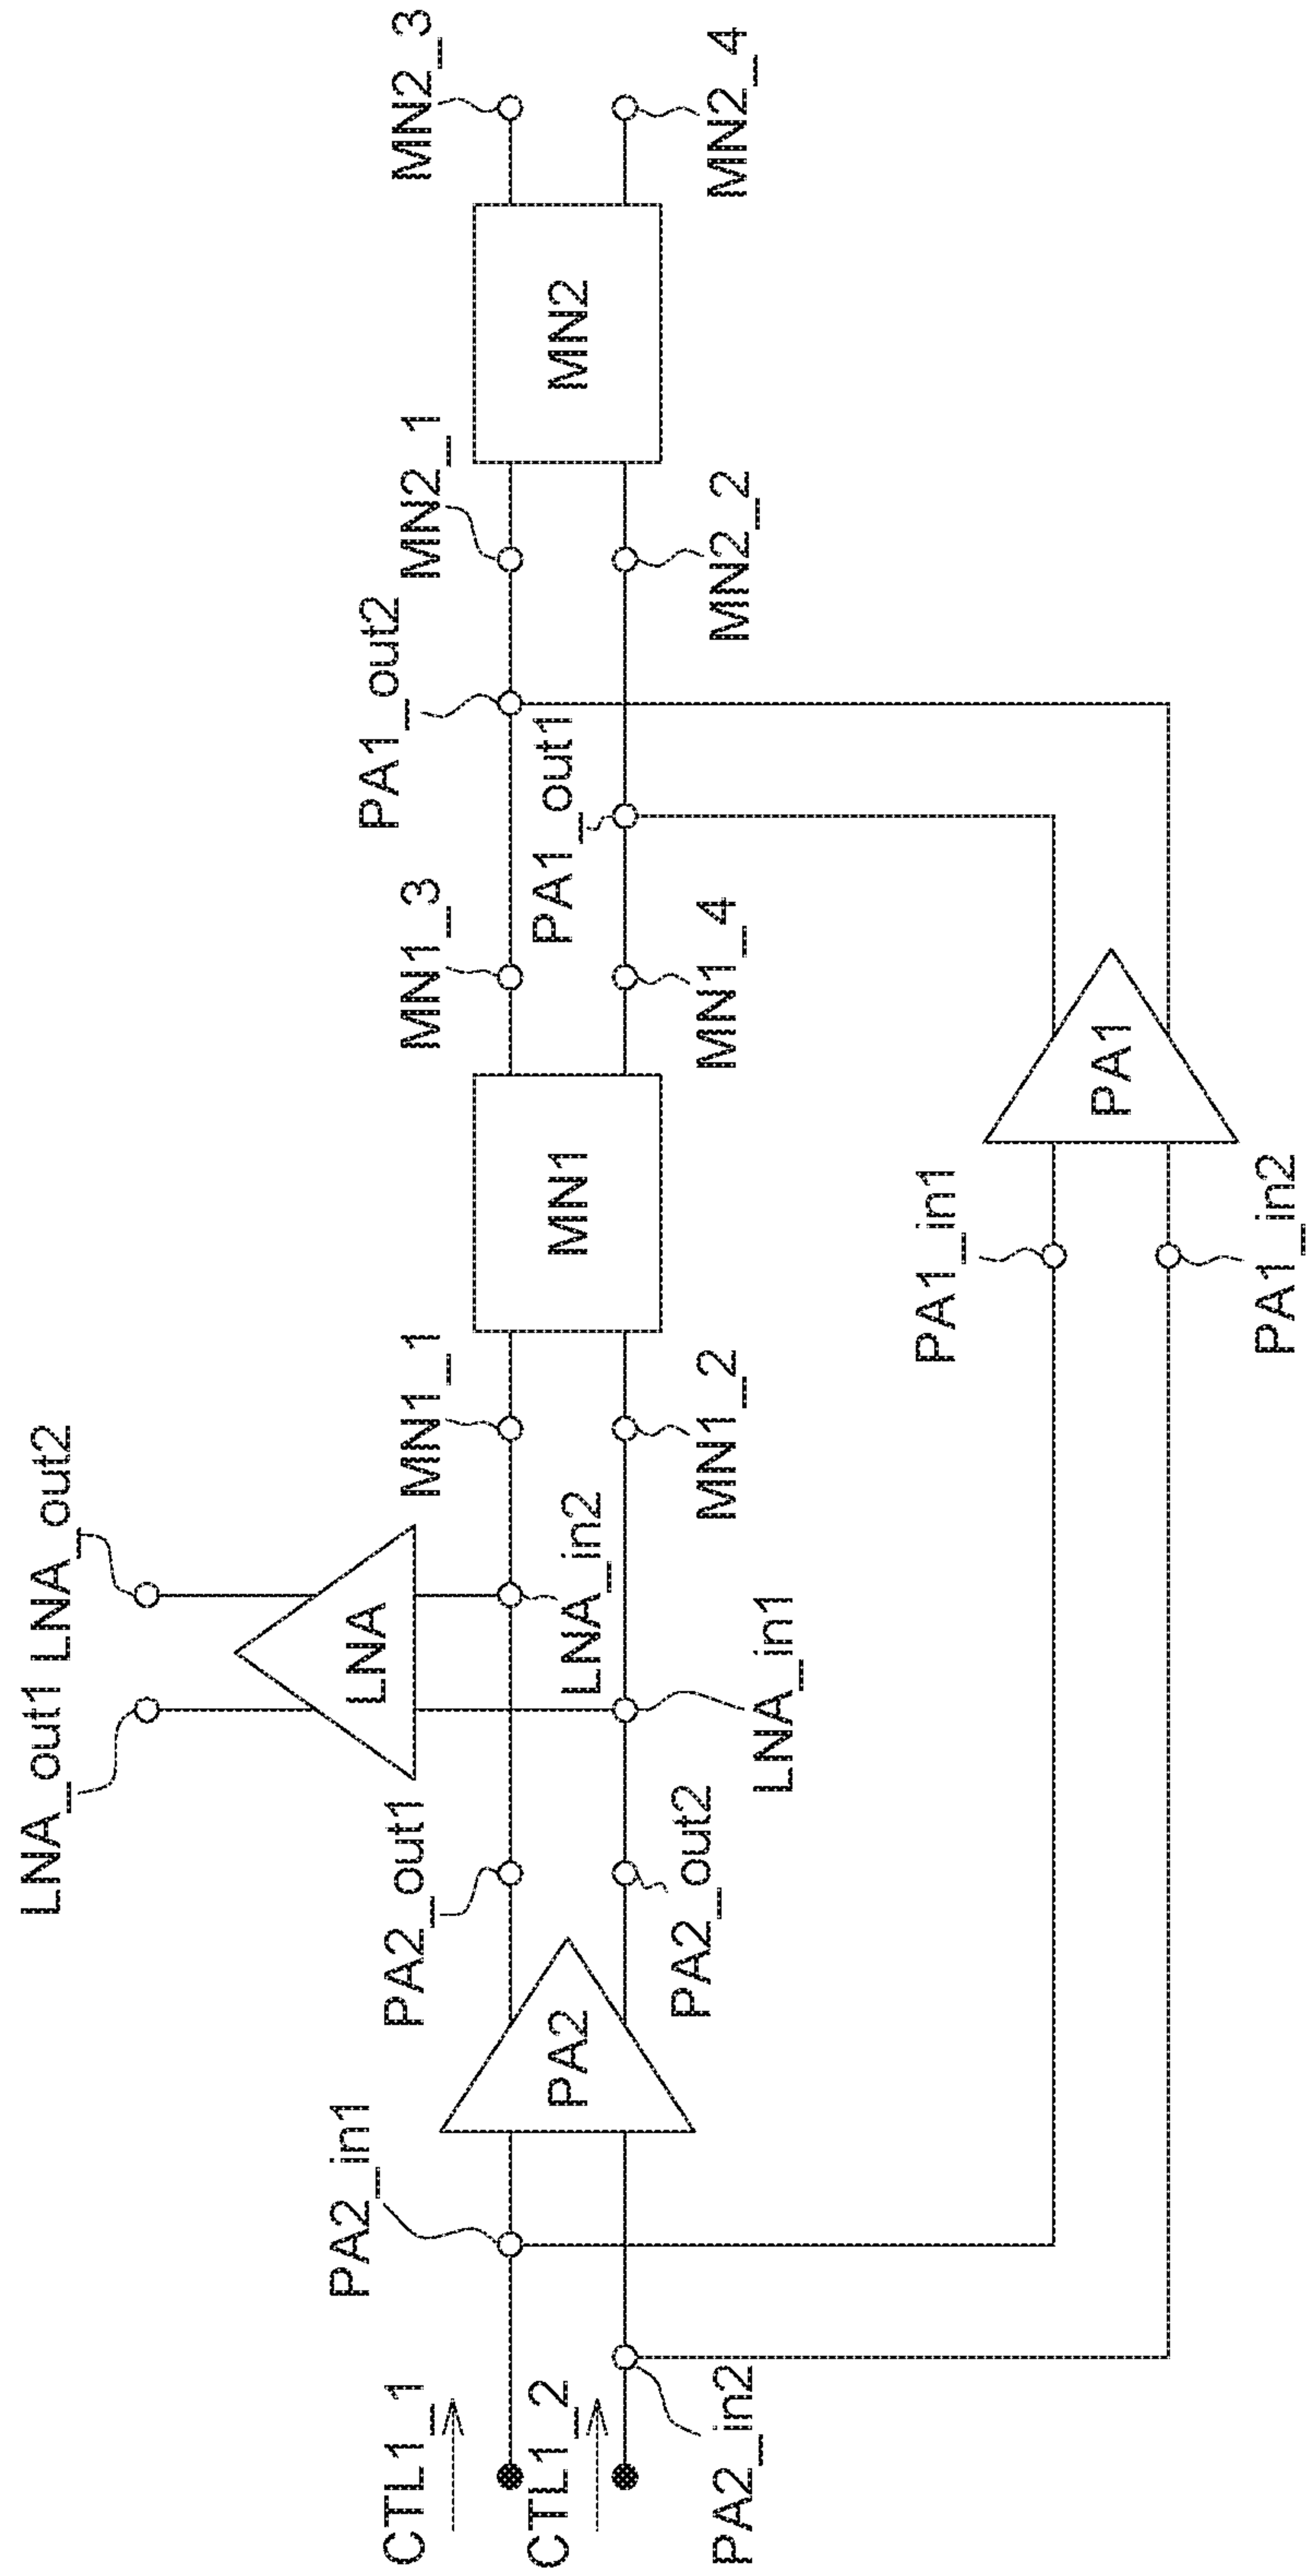 LNA_out1
LNA_out2
LNA
PA2_in1
PA2_out1
MN1_1
MN1_3
PA1_out2
MN2_1
MN2_3
CTL1_1
CTL1_2
PA2
LNA_in2
MN1
PA1_out1
MN2
PA2_in2
PA2_out2
LNA_in1
MN1_2
MN1_4
MN2_2
MN2_4
PA1_in1
PA1
PA1_in2